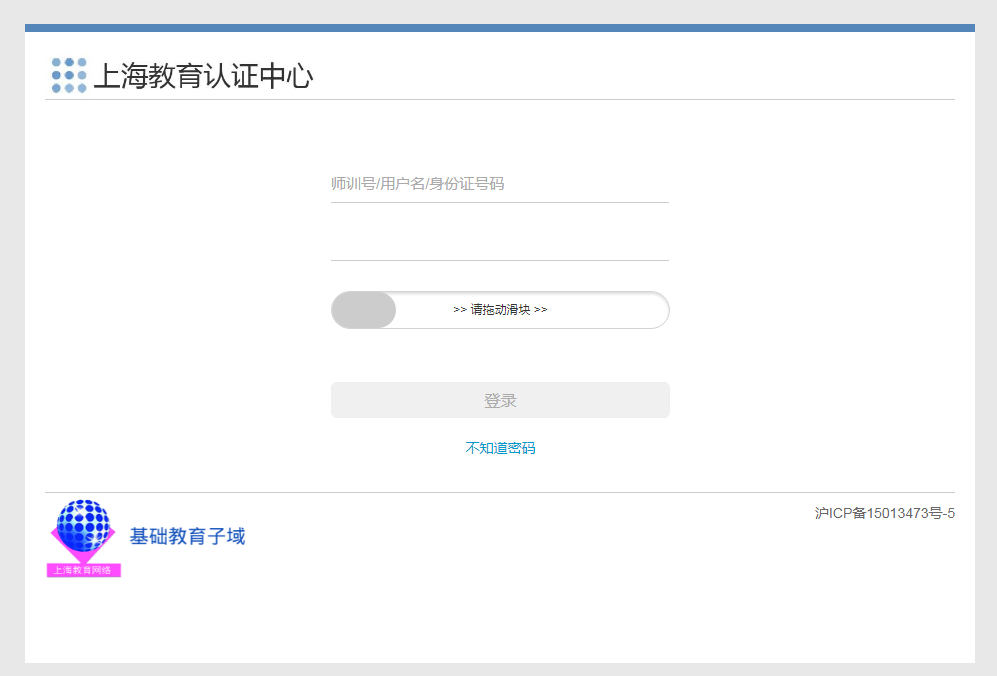 上海教育认证中心
师训号/用户名/身份证号码
>> 请拖动滑块 >>
登录
不知道密码
沪ICP备15013473号-5
基础教育子域
上海教育网络